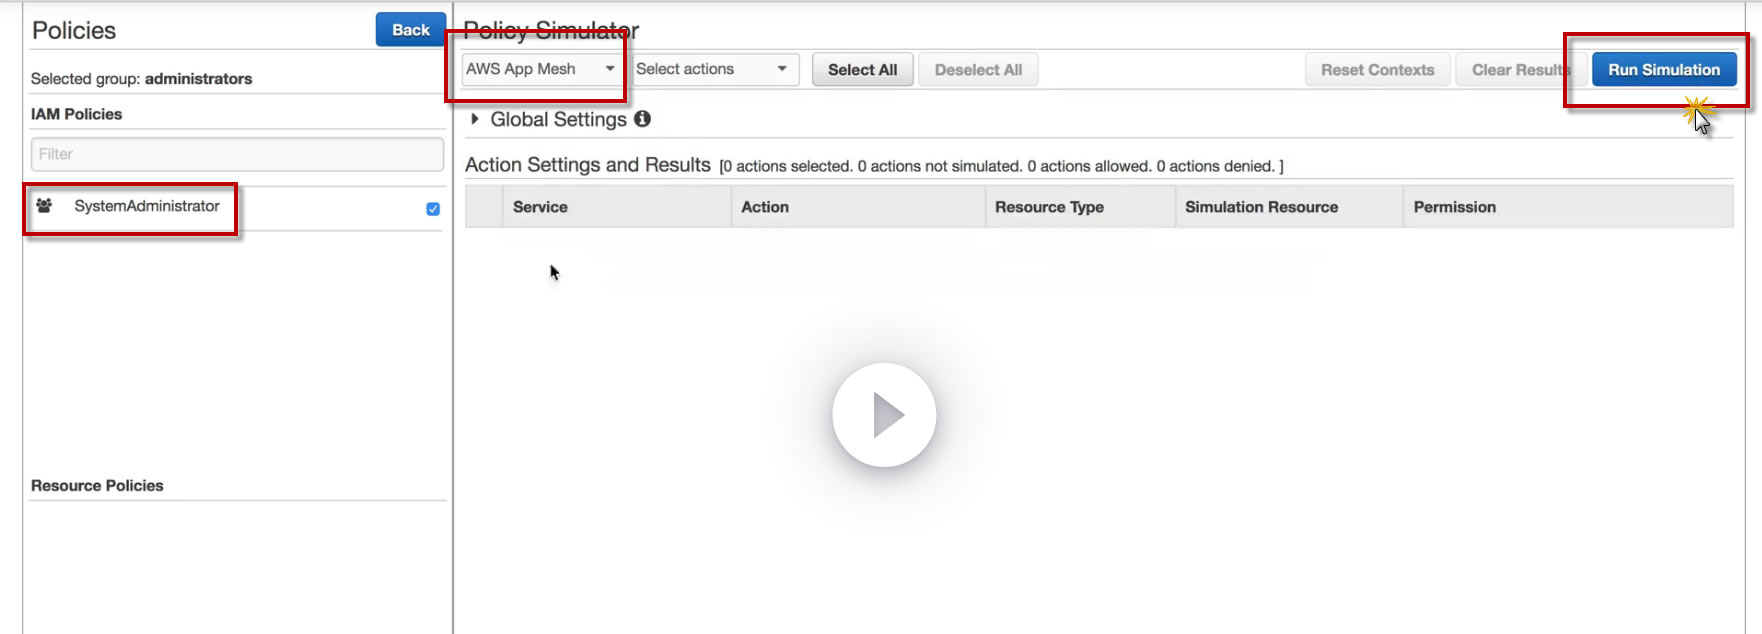 Policies
Back
Selected group: administrators
IAM Policies
Filter
SystemAdministrator
Resource Policies
Policy Simulator
AWS App Mesh
Select actions
Select All
Deselect All
Reset Contexts
Clear Results
Run Simulation
Global Settings
Action Settings and Results [0 actions selected. 0 actions not simulated. 0 actions allowed. 0 actions denied. ]
Service Action Resource Type Simulation Resource Permission